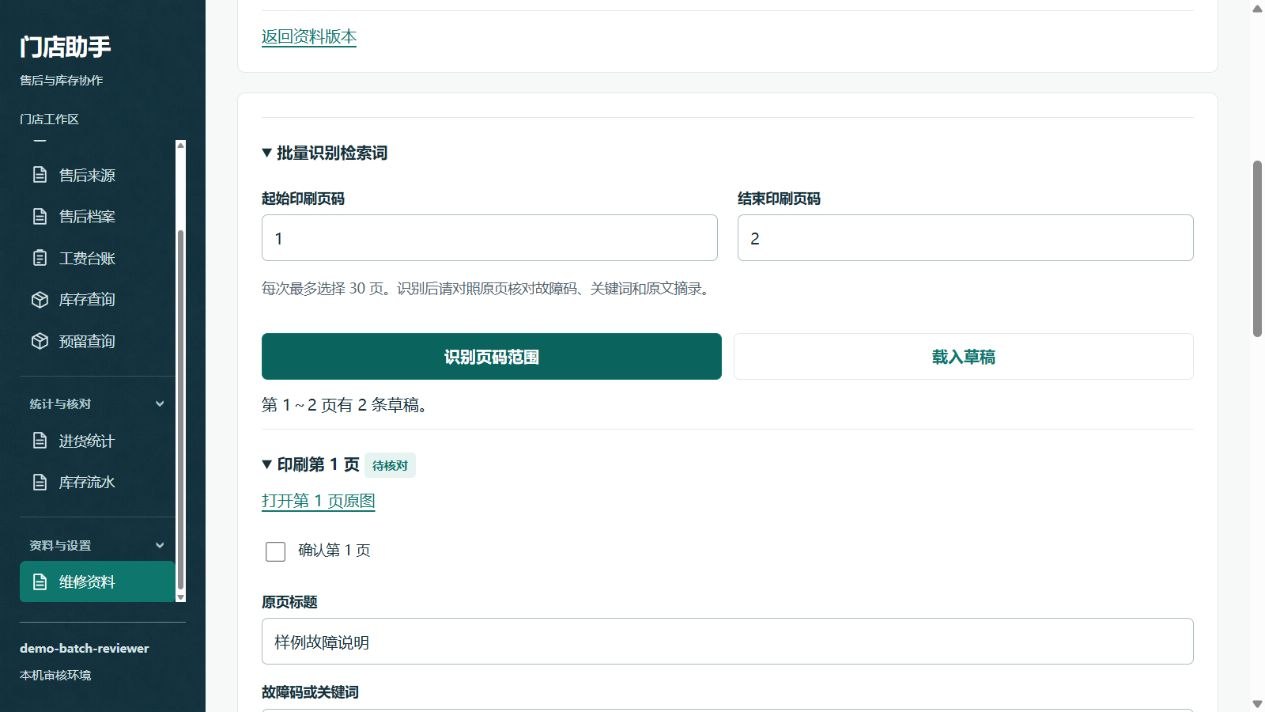 门店助手
售后与库存协作
门店工作区
售后来源
售后档案
工费台账
库存查询
预留查询
统计与核对
进货统计
库存流水
资料与设置
维修资料
demo-batch-reviewer
本机审核环境
返回资料版本
批量识别检索词
起始印刷页码
结束印刷页码
1
2
每次最多选择 30 页。识别后请对照原页核对故障码、关键词和原文摘录。
识别页码范围
载入草稿
第 1～2 页有 2 条草稿。
印刷第 1 页 待核对
打开第 1 页原图
确认第 1 页
原页标题
样例故障说明
故障码或关键词